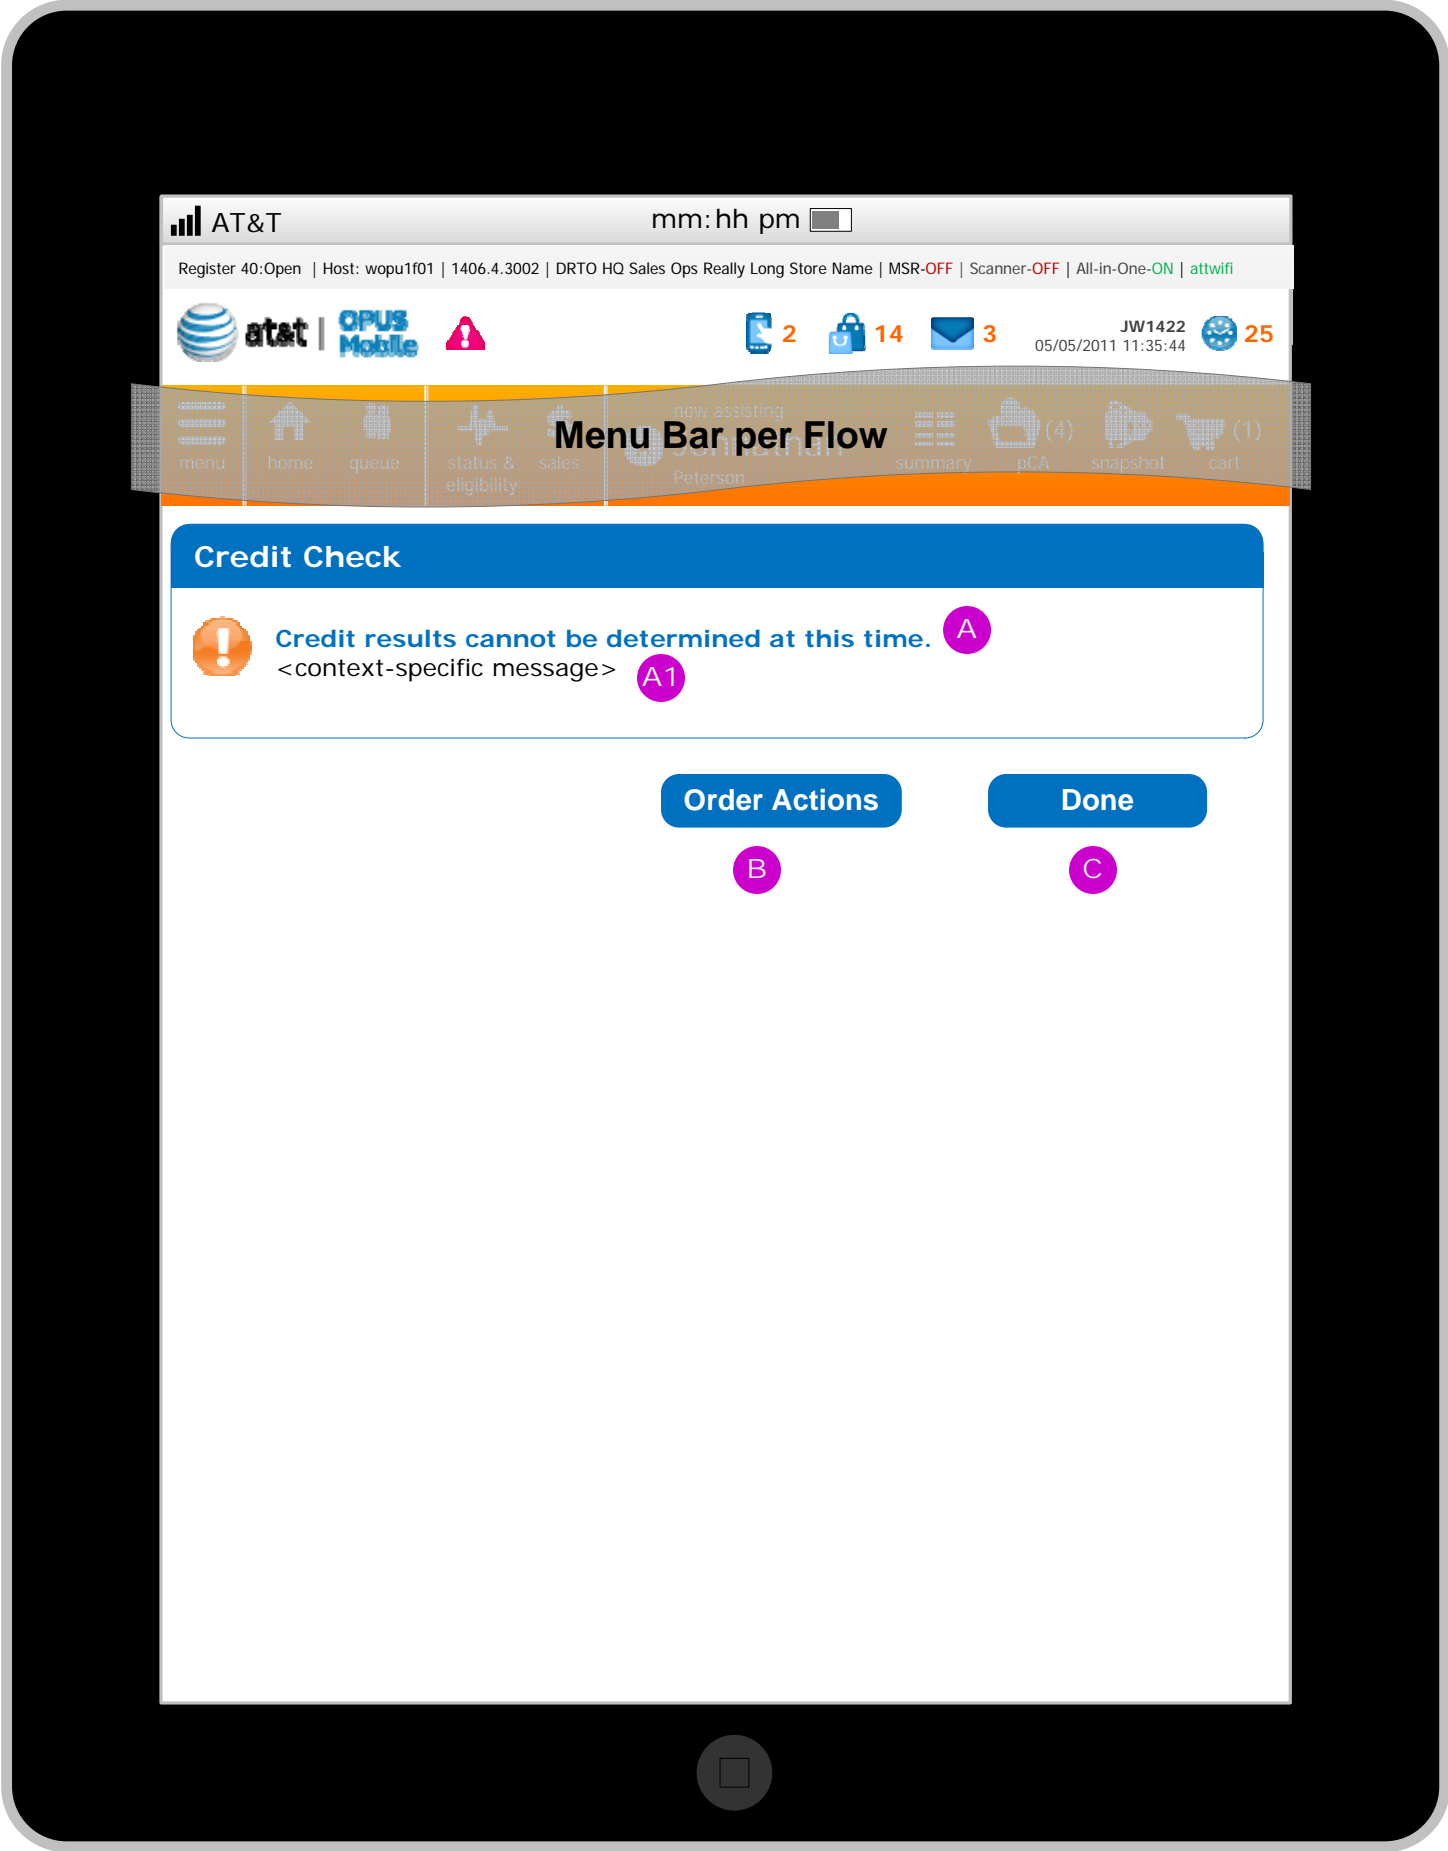 AT&T mm:hh pm
Register 40:Open | Host: wopu1f01 | 1406.4.3002 | DRTO HQ Sales Ops Really Long Store Name | MSR-OFF | Scanner-OFF | All-in-One-ON | attwifi
at&t | OPUS Mobile
2 14 3
JW1422
05/05/2011 11:35:44
25
Menu Bar per Flow
menu home queue status & eligibility sales
now assisting
Johnathan
Peterson
summary pCA (4) snapshot cart (1)
Credit Check
Credit results cannot be determined at this time. A
<context-specific message> A1
Order Actions Done
B C